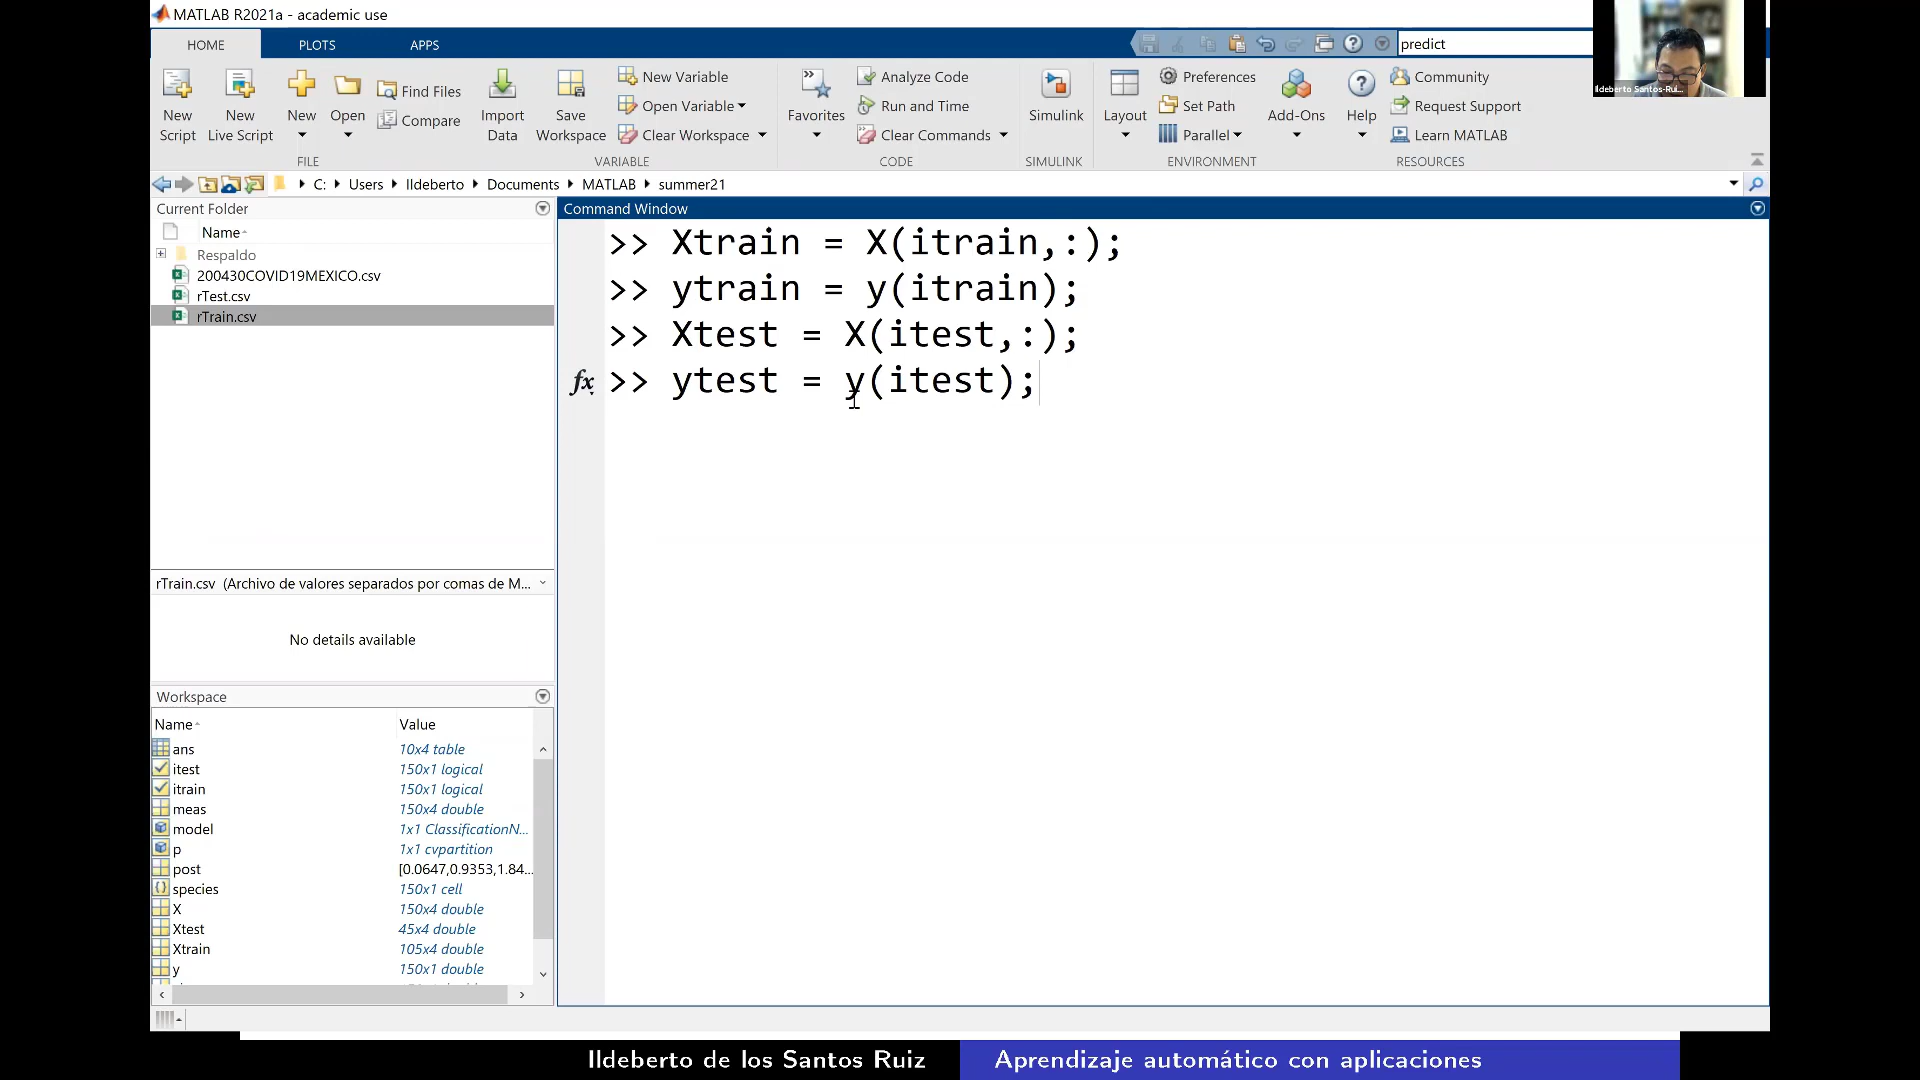 MATLAB R2021a - academic use
HOME PLOTS APPS
predict
New Script
New Live Script
New
Open
Find Files
Compare
Import Data
Save Workspace
New Variable
Open Variable
Clear Workspace
Favorites
Analyze Code
Run and Time
Clear Commands
Simulink
Layout
Preferences
Set Path
Parallel
Add-Ons
Help
Community
Request Support
Learn MATLAB
FILE VARIABLE CODE SIMULINK ENVIRONMENT RESOURCES
Ildeberto Santos-Rui...
C: Users Ildeberto Documents MATLAB summer21
Current Folder
Name
Respaldo
200430COVID19MEXICO.csv
rTest.csv
rTrain.csv
rTrain.csv (Archivo de valores separados por comas de M...
No details available
Workspace
Name Value
ans 10x4 table
itest 150x1 logical
itrain 150x1 logical
meas 150x4 double
model 1x1 ClassificationN...
p 1x1 cvpartition
post [0.0647,0.9353,1.84...
species 150x1 cell
X 150x4 double
Xtest 45x4 double
Xtrain 105x4 double
y 150x1 double
Command Window
>> Xtrain = X(itrain,:);
>> ytrain = y(itrain);
>> Xtest = X(itest,:);
fx >> ytest = y(itest);
Ildeberto de los Santos Ruiz
Aprendizaje automático con aplicaciones